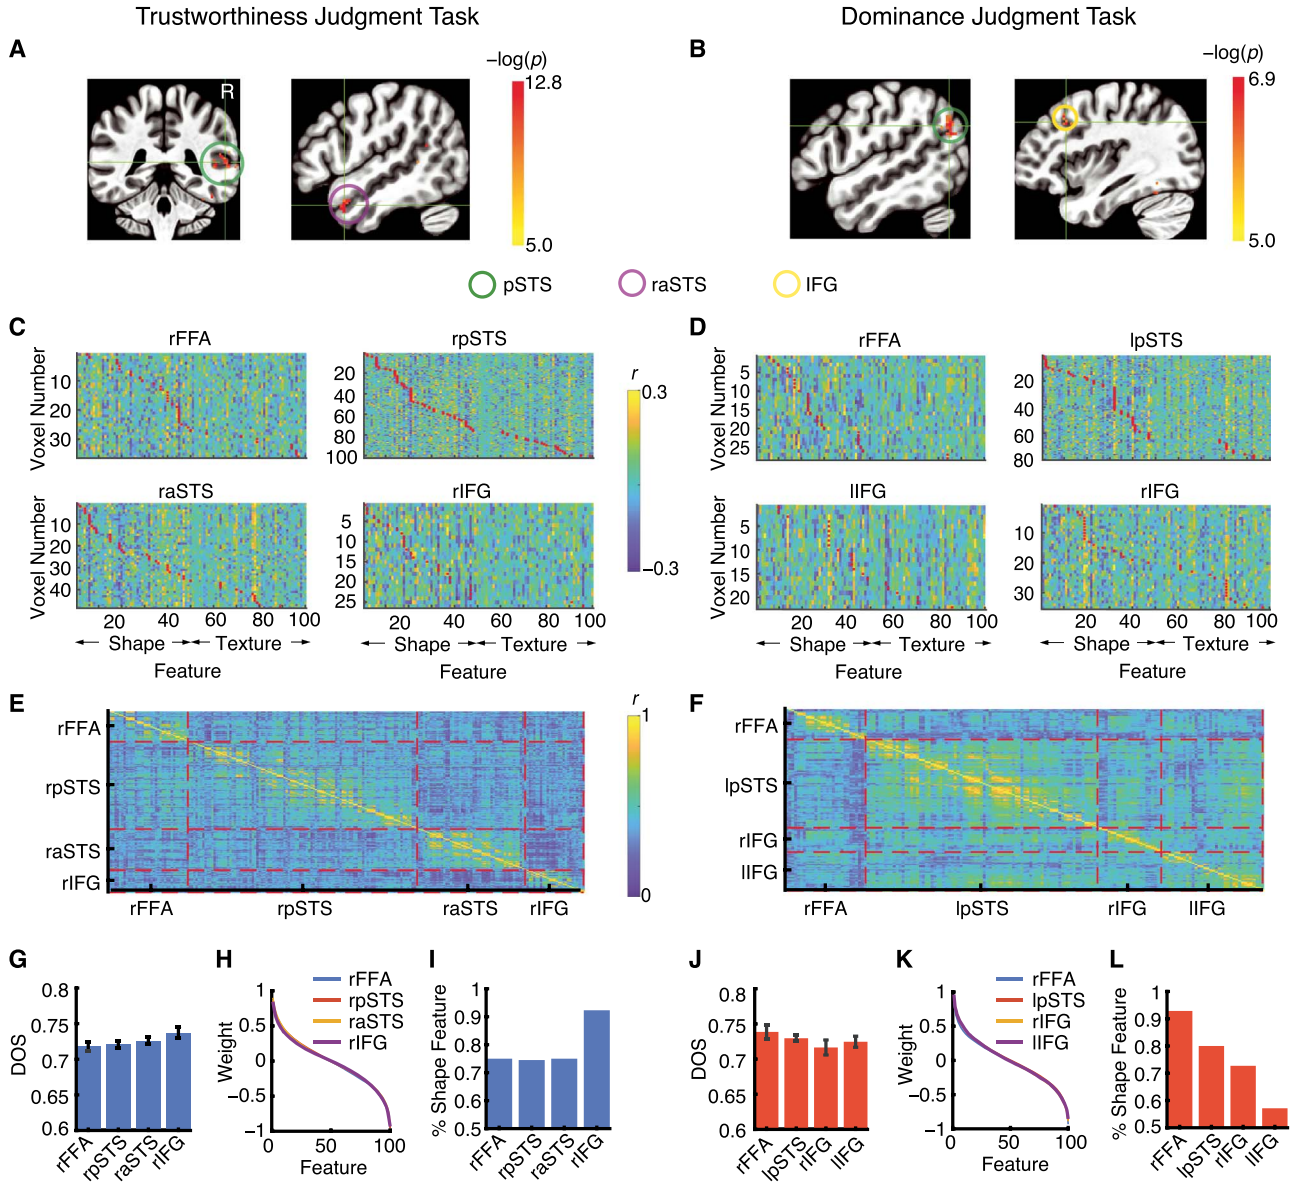 Trustworthiness Judgment Task
Dominance Judgment Task
A
B
−log(p)
12.8
5.0
R
−log(p)
6.9
5.0
pSTS
raSTS
IFG
C
rFFA
rpSTS
Voxel Number
10
20
30
20
40
60
80
100
raSTS
rIFG
Voxel Number
10
20
30
40
5
10
15
20
25
20 40 60 80 100
20 40 60 80 100
Shape Texture
Shape Texture
Feature
Feature
r
0.3
−0.3
D
rFFA
lpSTS
Voxel Number
5
10
15
20
25
20
40
60
80
lIFG
rIFG
Voxel Number
5
10
15
20
10
20
30
20 40 60 80 100
20 40 60 80 100
Shape Texture
Shape Texture
Feature
Feature
E
rFFA
rpSTS
raSTS
rIFG
rFFA rpSTS raSTS rIFG
r
1
0
F
rFFA
lpSTS
rIFG
lIFG
rFFA lpSTS rIFG lIFG
G
DOS
0.8
0.75
0.7
0.65
0.6
rFFA rpSTS raSTS rIFG
H
rFFA
rpSTS
raSTS
rIFG
Weight
1
0.5
0
−0.5
−1
0 50 100
Feature
I
% Shape Feature
1
0.9
0.8
0.7
0.6
0.5
rFFA rpSTS raSTS rIFG
J
DOS
0.8
0.75
0.7
0.65
0.6
rFFA lpSTS rIFG lIFG
K
rFFA
lpSTS
rIFG
lIFG
Weight
1
0.5
0
−0.5
−1
0 50 100
Feature
L
% Shape Feature
1
0.9
0.8
0.7
0.6
0.5
rFFA lpSTS rIFG lIFG